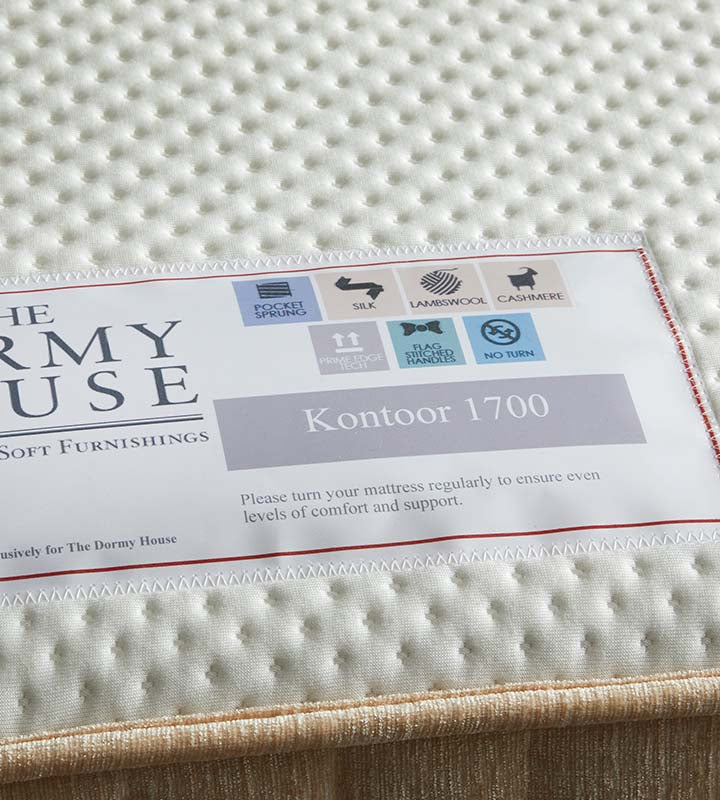 THE
RMY
USE
SOFT FURNISHINGS
usively for The Dormy House
POCKET
SPRUNG
SILK
LAMBSWOOL
CASHMERE
PRIME EDGE
TECH
FLAG
STITCHED
HANDLES
NO TURN
Kontoor 1700
Please turn your mattress regularly to ensure even
levels of comfort and support.